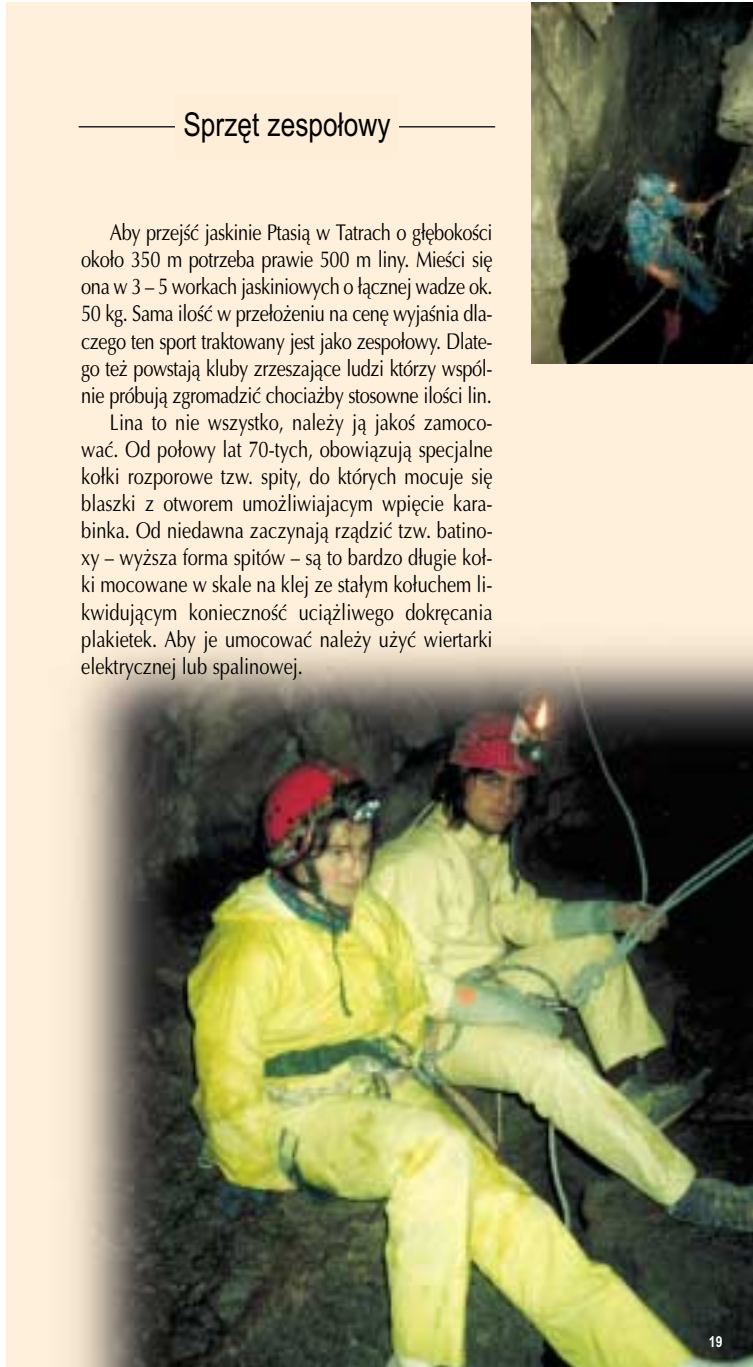 Sprzęt zespołowy
Aby przejść jaskinie Ptasią w Tatrach o głębokości
około 350 m potrzeba prawie 500 m liny. Mieści się
ona w 3 – 5 workach jaskiniowych o łącznej wadze ok.
50 kg. Sama ilość w przełożeniu na cenę wyjaśnia dla-
czego ten sport traktowany jest jako zespołowy. Dlate-
go też powstają kluby zrzeszające ludzi którzy wspól-
nie próbują zgromadzić chociażby stosowne ilości lin.
Lina to nie wszystko, należy ją jakoś zamoco-
wać. Od połowy lat 70-tych, obowiązują specjalne
kołki rozporowe tzw. spity, do których mocuje się
blaszki z otworem umożliwiajacym wpięcie kara-
binka. Od niedawna zaczynają rządzić tzw. batino-
xy – wyższa forma spitów – są to bardzo długie koł-
ki mocowane w skale na klej ze stałym kołuchem li-
kwidującym konieczność uciążliwego dokręcania
plakietek. Aby je umocować należy użyć wiertarki
elektrycznej lub spalinowej.
19